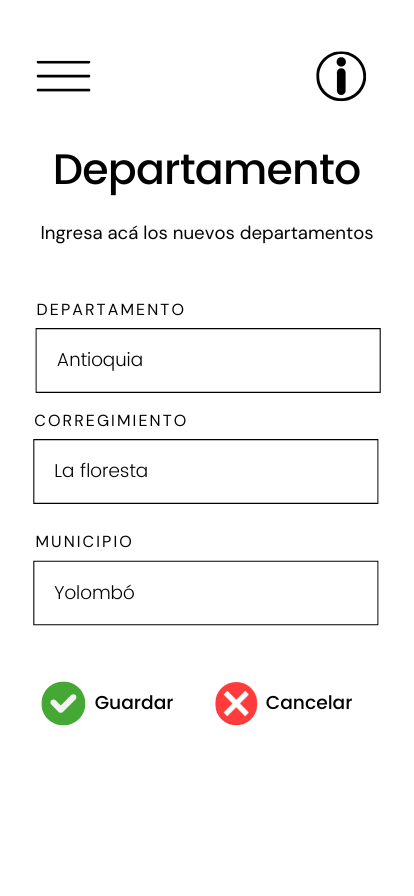 Departamento
Ingresa acá los nuevos departamentos
DEPARTAMENTO
Antioquia
CORREGIMIENTO
La floresta
MUNICIPIO
Yolombó
Guardar Cancelar